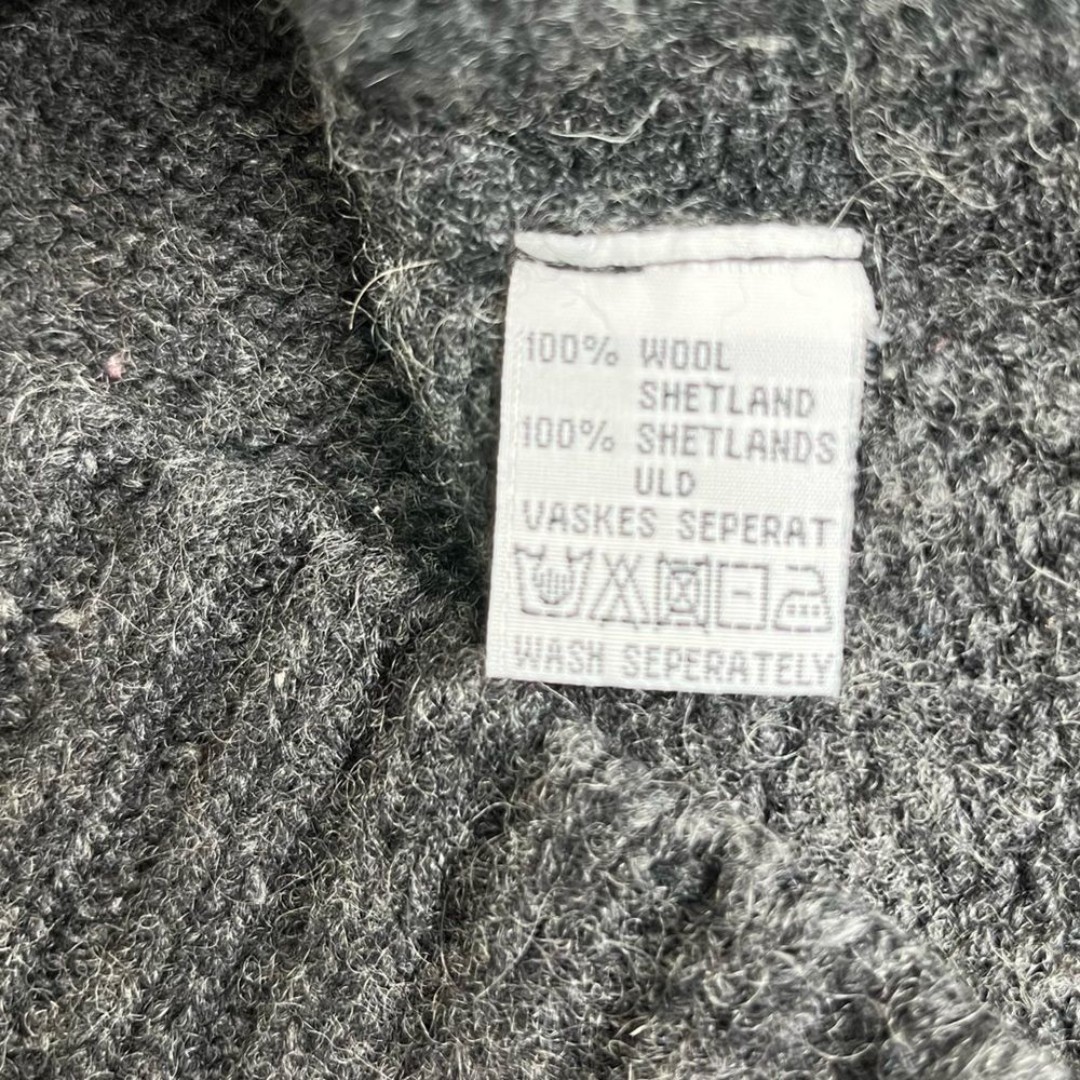 100% WOOL
SHETLAND
100% SHETLANDS
ULD
VASKES SEPERAT
WASH SEPERATELY